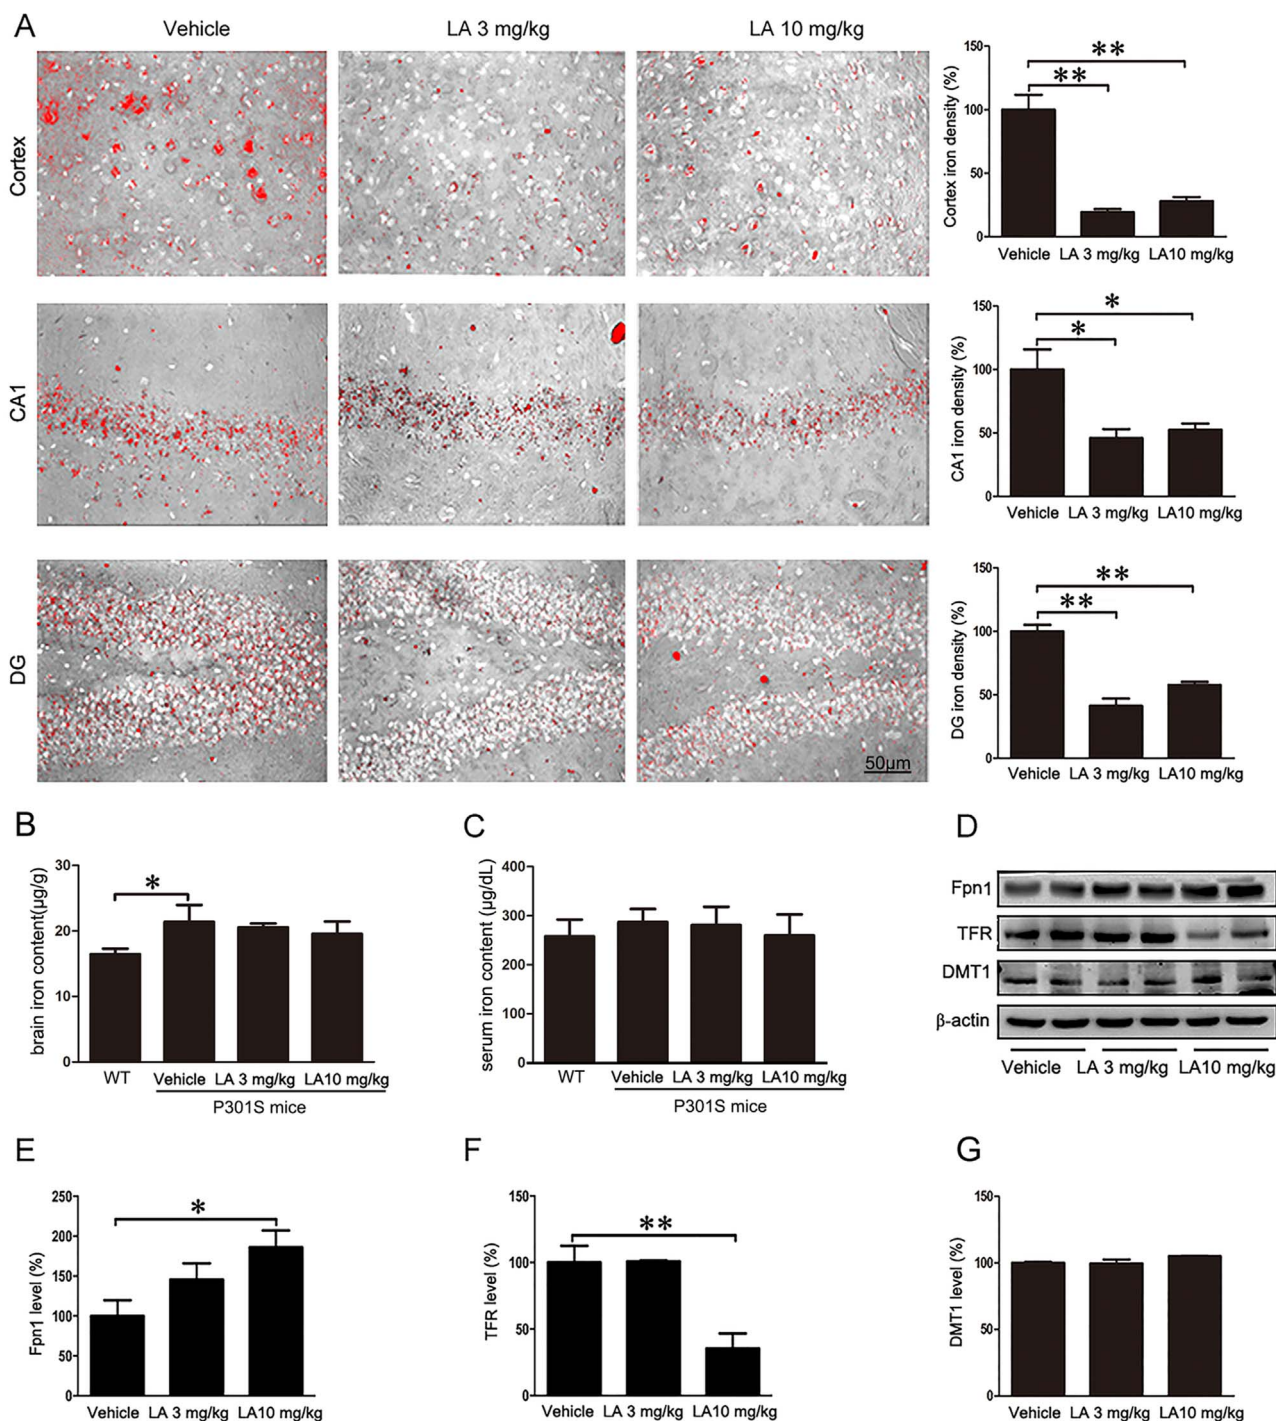 A
Vehicle
LA 3 mg/kg
LA 10 mg/kg
Cortex
Cortex iron density (%)
150
100
50
0
**
**
Vehicle LA 3 mg/kg LA10 mg/kg
CA1
CA1 iron density (%)
150
100
50
0
*
*
Vehicle LA 3 mg/kg LA10 mg/kg
DG
50µm
DG iron density (%)
150
100
50
0
**
**
Vehicle LA 3 mg/kg LA10 mg/kg
B
brain iron content(µg/g)
30
20
10
0
*
WT Vehicle LA 3 mg/kg LA10 mg/kg
P301S mice
C
serum iron content (µg/dL)
400
300
200
100
0
WT Vehicle LA 3 mg/kg LA10 mg/kg
P301S mice
D
Fpn1
TFR
DMT1
β-actin
Vehicle LA 3 mg/kg LA10 mg/kg
E
Fpn1 level (%)
250
200
150
100
50
0
*
Vehicle LA 3 mg/kg LA10 mg/kg
F
TFR level (%)
150
100
50
0
**
Vehicle LA 3 mg/kg LA10 mg/kg
G
DMT1 level (%)
150
100
50
0
Vehicle LA 3 mg/kg LA10 mg/kg